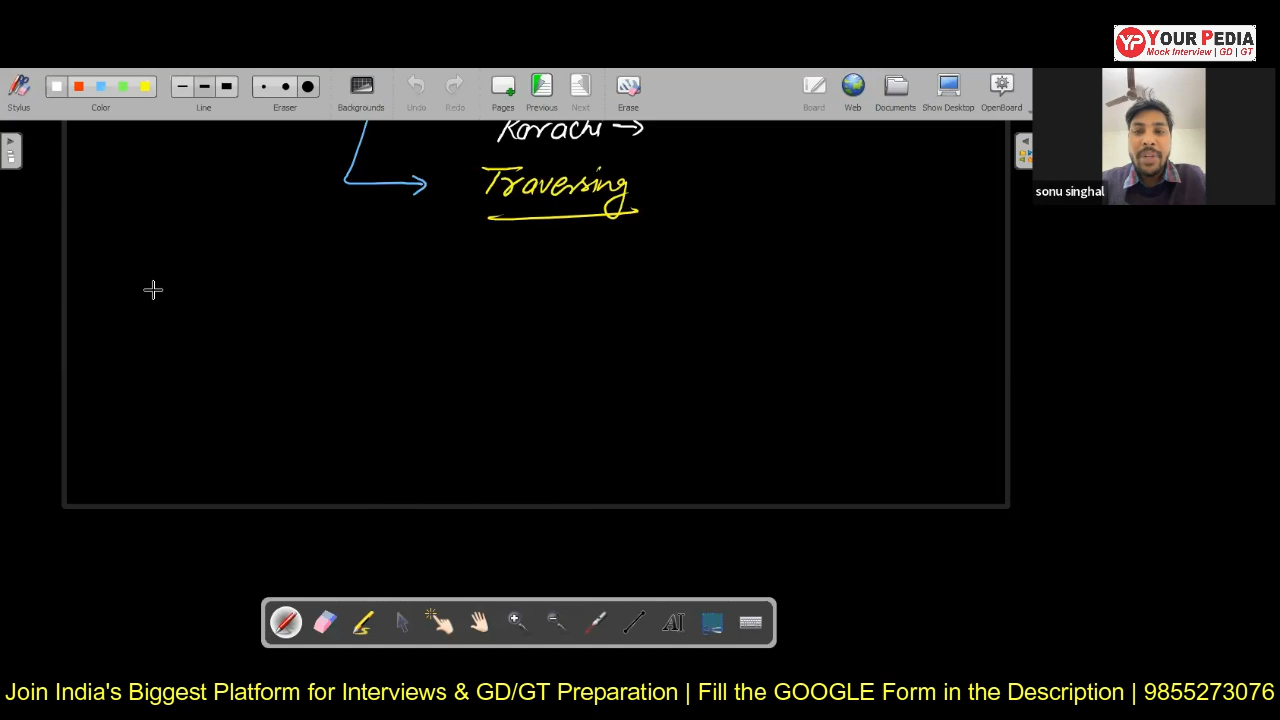 YP YOUR PEDIA
Mock Interview | GD | GT
Stylus
Color
Line
Eraser
Backgrounds
Undo
Redo
Pages
Previous
Next
Erase
Board
Web
Documents
Show Desktop
OpenBoard
Karachi →
Traversing
sonu singhal
AI
Join India's Biggest Platform for Interviews & GD/GT Preparation | Fill the GOOGLE Form in the Description | 9855273076